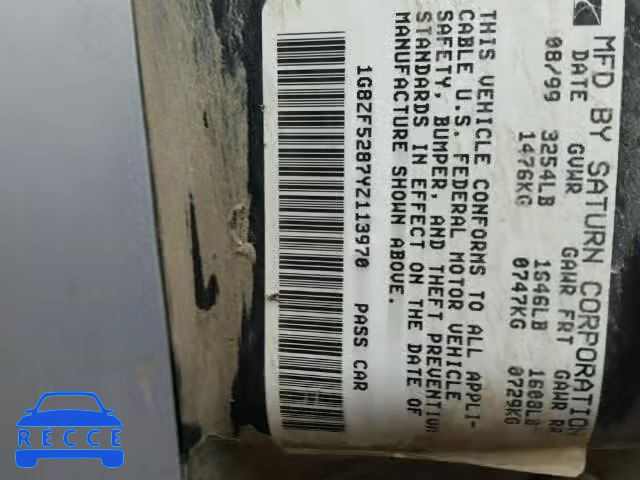 MFD BY SATURN CORPORATION
DATE GVWR GAWR FRT GAWR RR
08/99 3254LB 1646LB 1608LB
1476KG 0747KG 0729KG
THIS VEHICLE CONFORMS TO ALL APPLI-
CABLE U.S. FEDERAL MOTOR VEHICLE
SAFETY, BUMPER, AND THEFT PREVENTION
STANDARDS IN EFFECT ON THE DATE OF
MANUFACTURE SHOWN ABOVE.
1G8ZF5287YZ113970 PASS CAR
RECCE